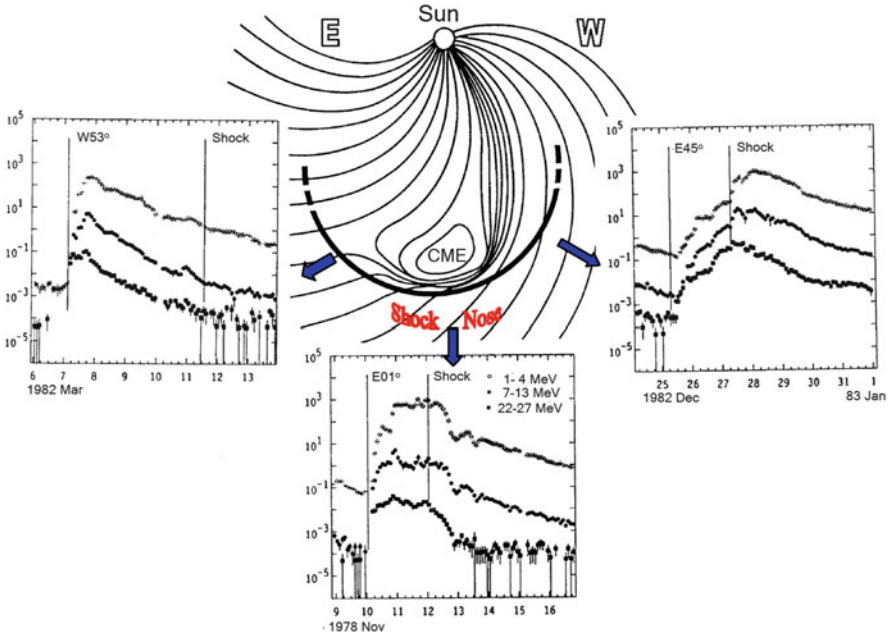 Sun
E
W
CME
Shock Nose
10⁵
10³
10¹
10⁻¹
10⁻³
10⁻⁵
W53º
Shock
6 7 8 9 10 11 12 13
1982 Mar
10⁵
10³
10¹
10⁻¹
10⁻³
10⁻⁵
E45º
Shock
25 26 27 28 29 30 31 1
1982 Dec
83 Jan
10⁵
10³
10¹
10⁻¹
10⁻³
10⁻⁵
E01º
Shock
1- 4 MeV
7-13 MeV
22-27 MeV
9 10 11 12 13 14 15 16
1978 Nov